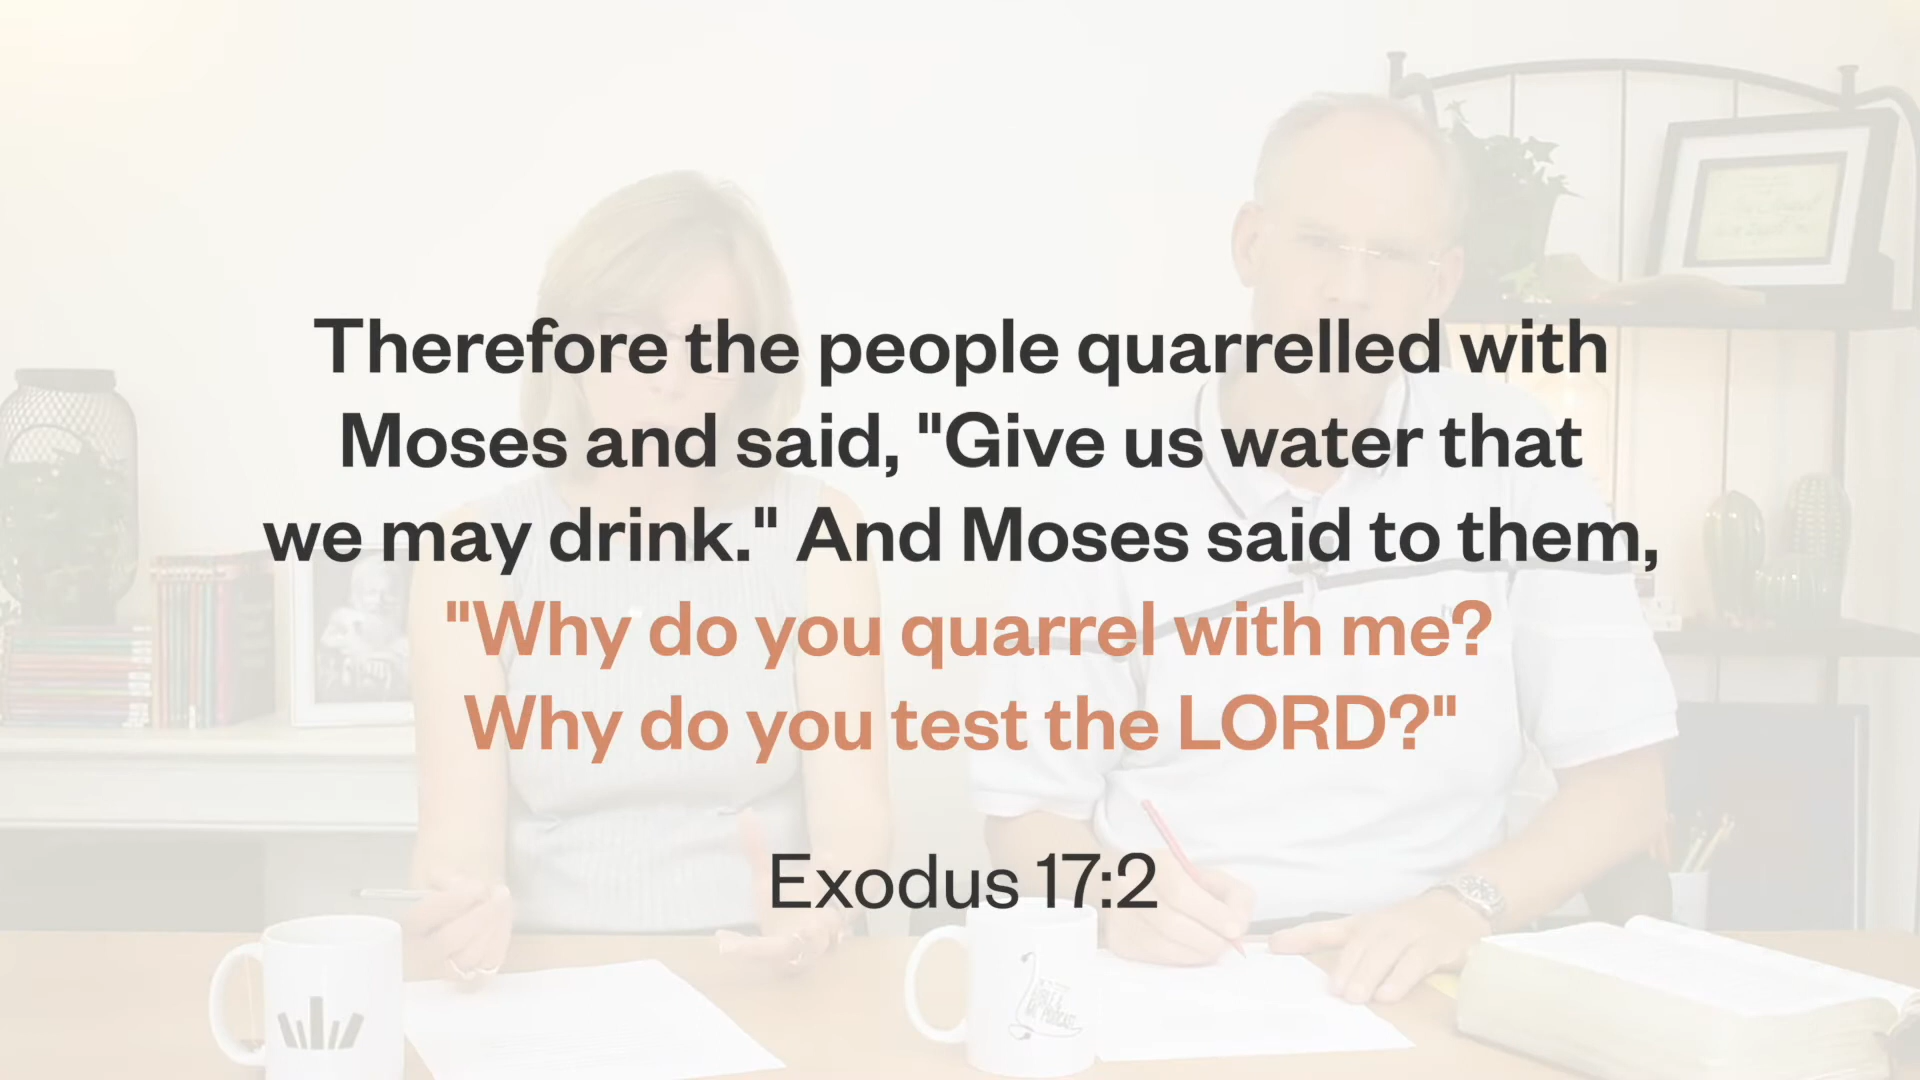 Therefore the people quarrelled with
Moses and said, "Give us water that
we may drink." And Moses said to them,
"Why do you quarrel with me?
Why do you test the LORD?"
Exodus 17:2